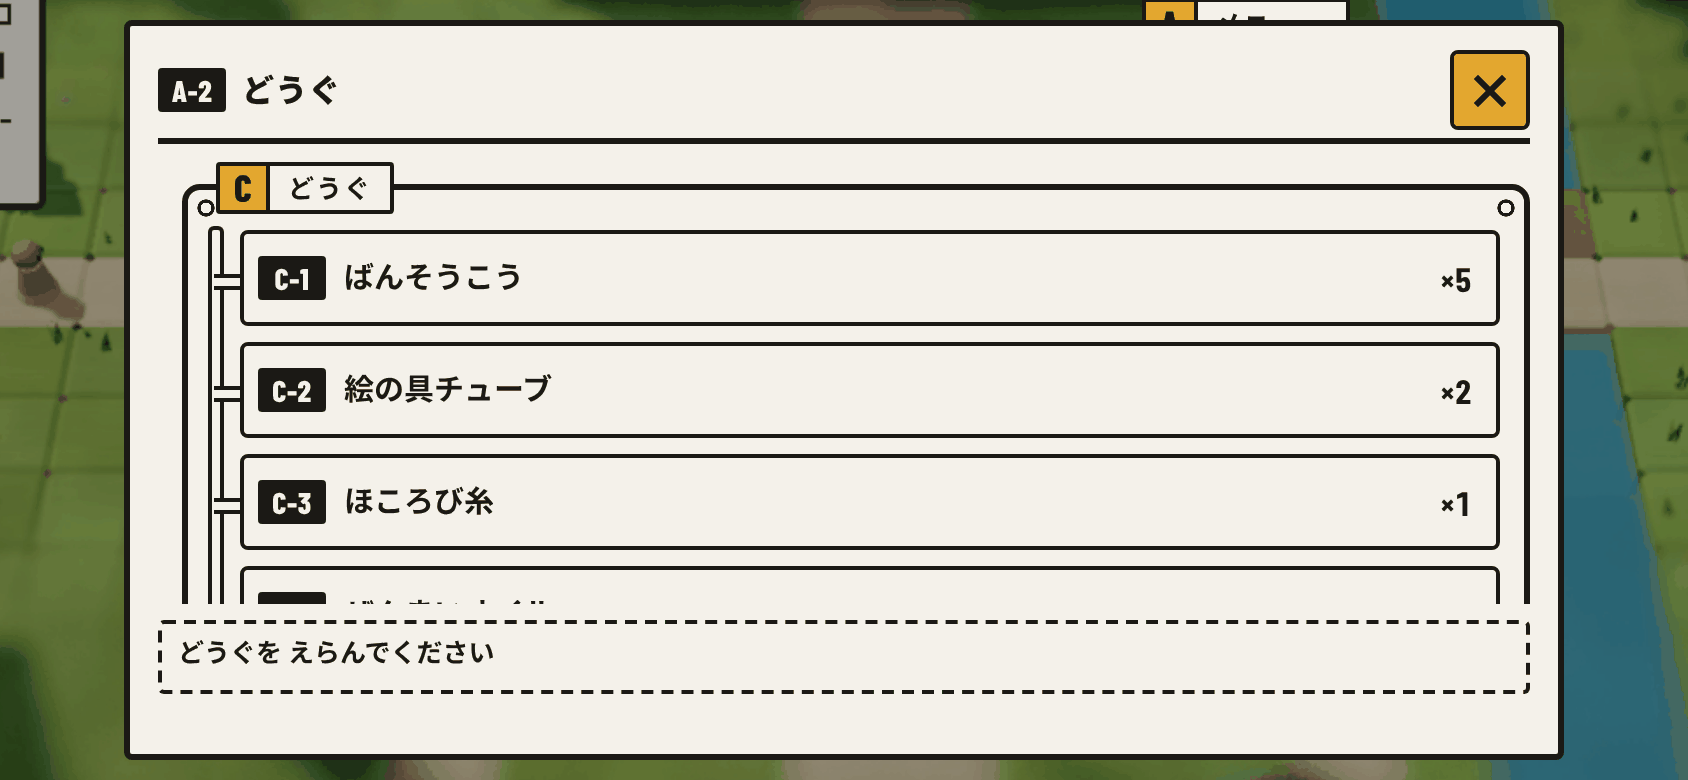 A-2 どうぐ
C どうぐ
C-1 ばんそうこう ×5
C-2 絵の具チューブ ×2
C-3 ほころび糸 ×1
どうぐを えらんでください